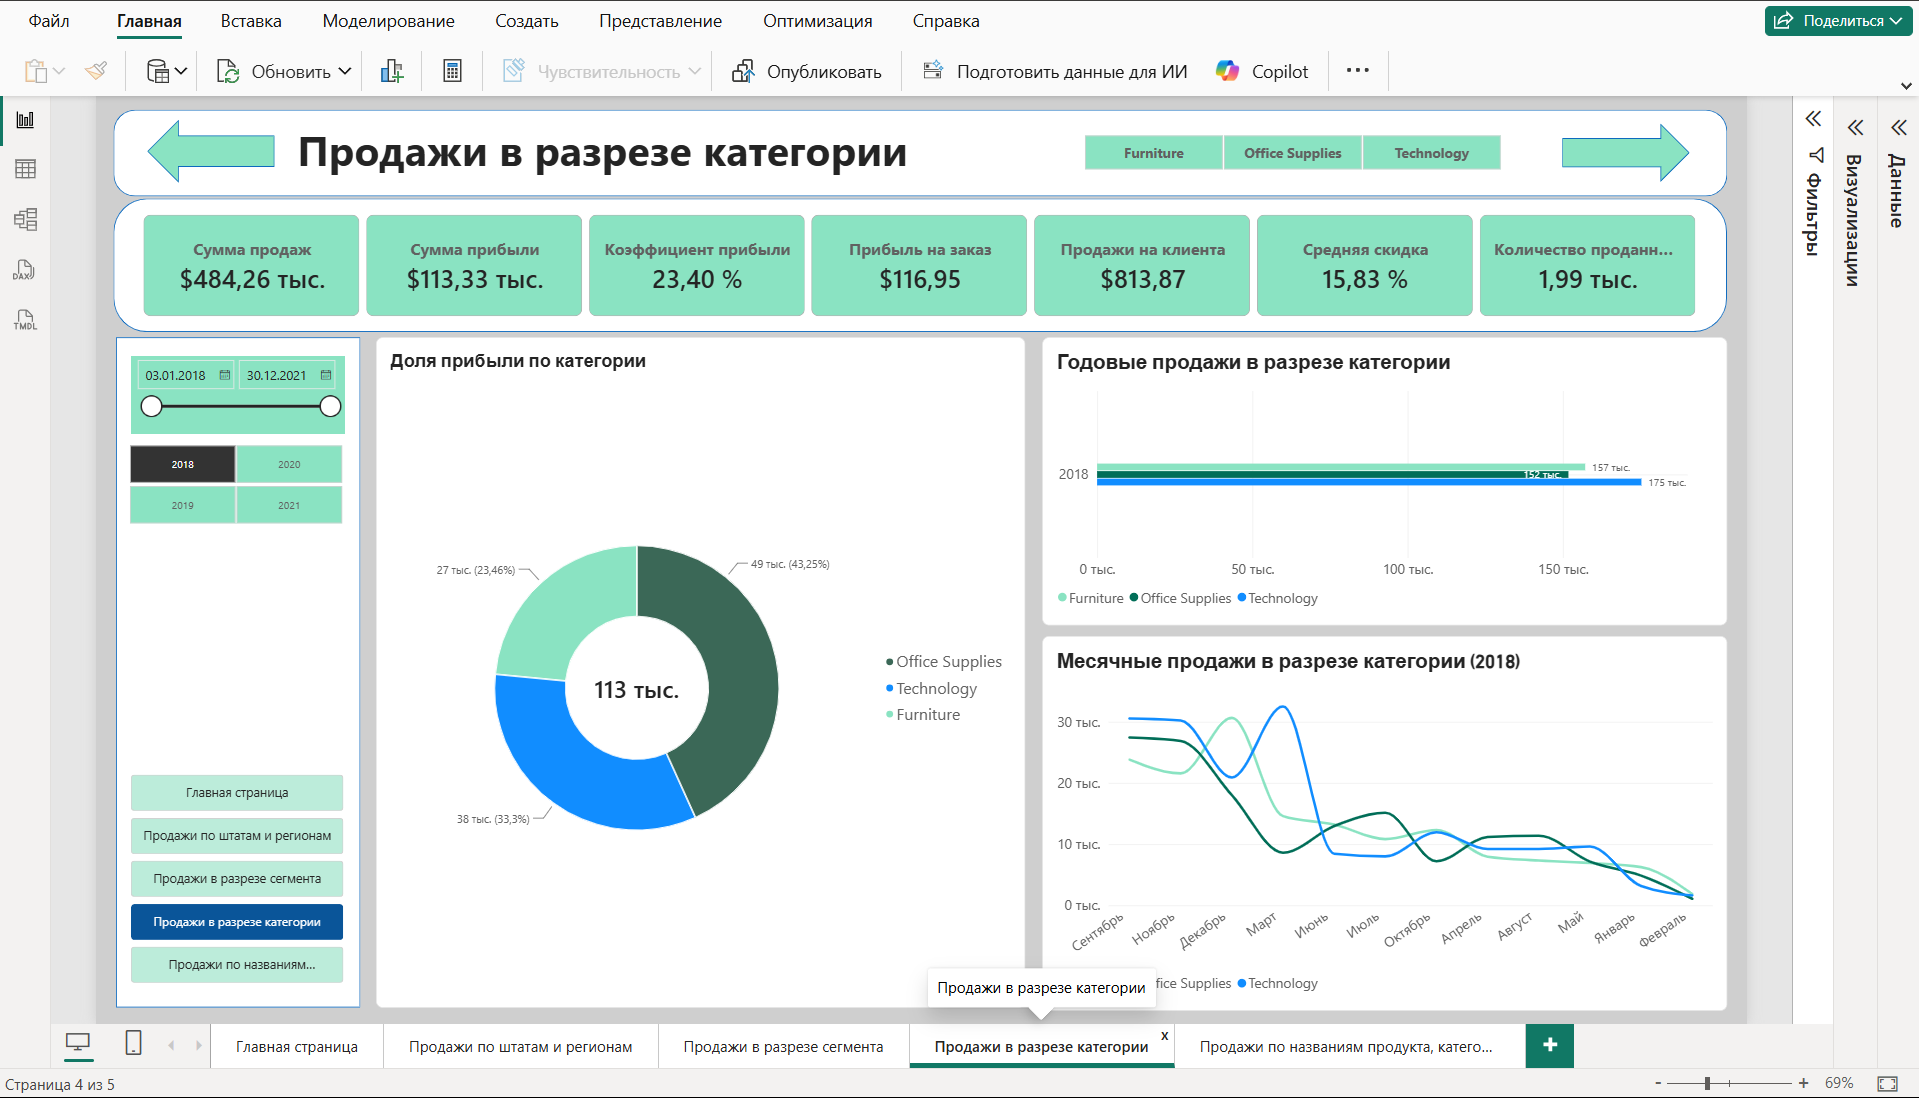 Файл Главная Вставка Моделирование Создать Представление Оптимизация Справка Поделиться
Обновить Чувствительность Опубликовать Подготовить данные для ИИ Copilot
DAX
TMDL
Продажи в разрезе категории
Furniture Office Supplies Technology
Сумма продаж
$484,26 тыс.
Сумма прибыли
$113,33 тыс.
Коэффициент прибыли
23,40 %
Прибыль на заказ
$116,95
Продажи на клиента
$813,87
Средняя скидка
15,83 %
Количество проданн...
1,99 тыс.
Фильтры
Визуализации
Данные
03.01.2018 30.12.2021
2018 2020
2019 2021
Главная страница
Продажи по штатам и регионам
Продажи в разрезе сегмента
Продажи в разрезе категории
Продажи по названиям...
Доля прибыли по категории
27 тыс. (23,46%)
49 тыс. (43,25%)
113 тыс.
38 тыс. (33,3%)
Office Supplies
Technology
Furniture
Годовые продажи в разрезе категории
2018
157 тыс.
152 тыс.
175 тыс.
0 тыс. 50 тыс. 100 тыс. 150 тыс.
Furniture Office Supplies Technology
Месячные продажи в разрезе категории (2018)
30 тыс.
20 тыс.
10 тыс.
0 тыс.
Сентябрь Ноябрь Декабрь Март Июнь Июль Октябрь Апрель Август Май Январь Февраль
ffice Supplies Technology
Продажи в разрезе категории
Главная страница Продажи по штатам и регионам Продажи в разрезе сегмента Продажи в разрезе категории x Продажи по названиям продукта, катего... +
Страница 4 из 5
- + 69%